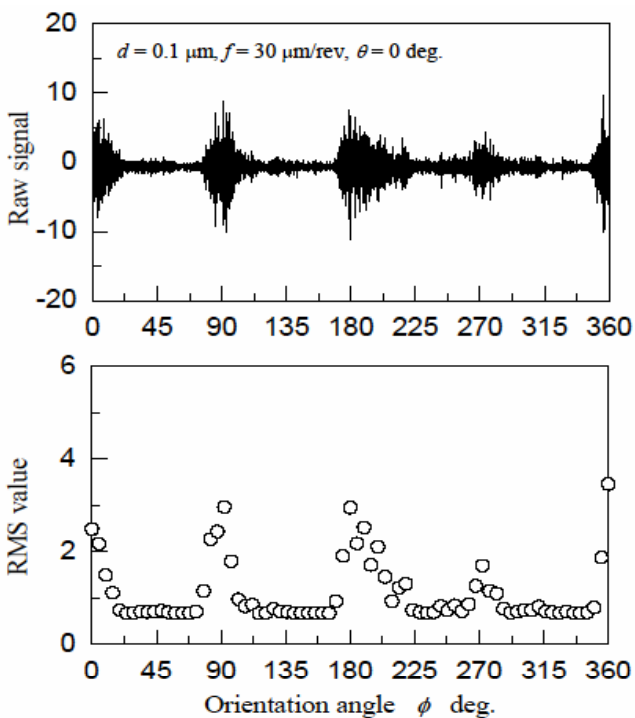 20
d = 0.1 μm, f = 30 μm/rev, θ = 0 deg.
10
Raw signal
0
-10
-20
0 45 90 135 180 225 270 315 360
6
4
RMS value
2
0
0 45 90 135 180 225 270 315 360
Orientation angle ϕ deg.